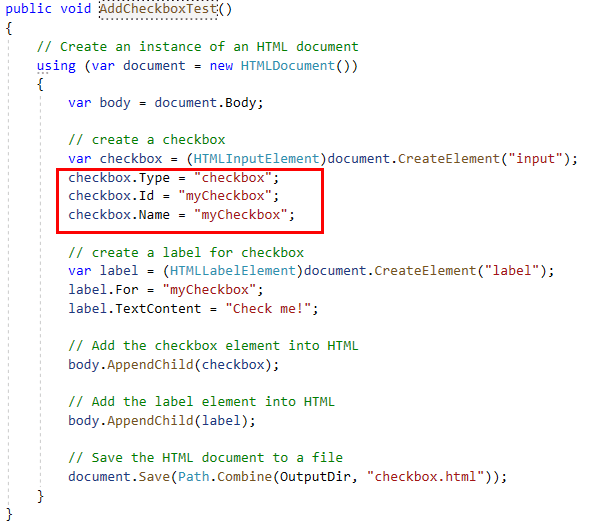 public void AddCheckboxTest()
{
// Create an instance of an HTML document
using (var document = new HTMLDocument())
{
var body = document.Body;
// create a checkbox
var checkbox = (HTMLInputElement)document.CreateElement("input");
checkbox.Type = "checkbox";
checkbox.Id = "myCheckbox";
checkbox.Name = "myCheckbox";
// create a label for checkbox
var label = (HTMLLabelElement)document.CreateElement("label");
label.For = "myCheckbox";
label.TextContent = "Check me!";
// Add the checkbox element into HTML
body.AppendChild(checkbox);
// Add the label element into HTML
body.AppendChild(label);
// Save the HTML document to a file
document.Save(Path.Combine(OutputDir, "checkbox.html"));
}
}